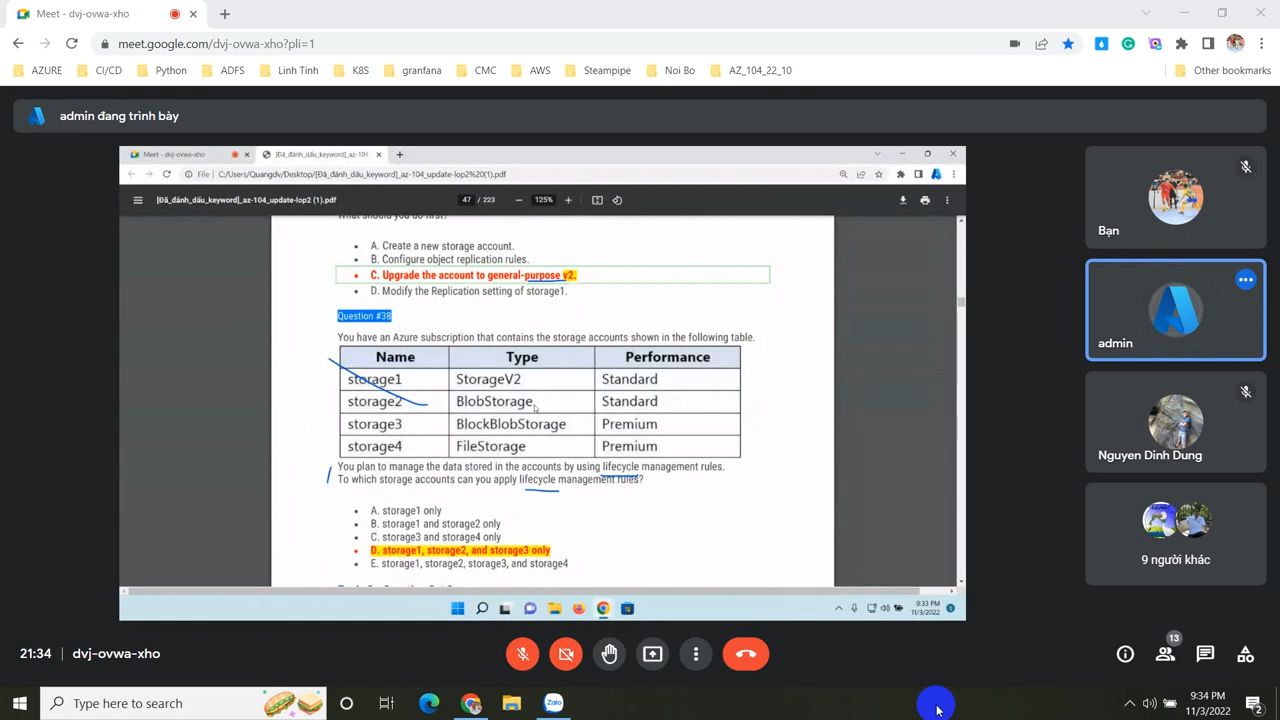 Meet - dvj-ovwa-xho
meet.google.com/dvj-ovwa-xho?pli=1
AZURE CI/CD Python ADFS Linh Tinh K8S granfana CMC AWS Steampipe Noi Bo AZ_104_22_10 Other bookmarks
admin đang trình bày
Meet - dvj-ovwa-xho [Đã_đánh_dấu_keyword]_az-104
File C:/Users/Quangdv/Desktop/[Đã_đánh_dấu_keyword]_az-104_update-lop2%20(1).pdf
[Đã_đánh_dấu_keyword]_az-104_update-lop2 (1).pdf 47 / 223 125%
What should you do first?
A. Create a new storage account.
B. Configure object replication rules.
C. Upgrade the account to general-purpose v2.
D. Modify the Replication setting of storage1.
Question #38
You have an Azure subscription that contains the storage accounts shown in the following table.
Name Type Performance
storage1 StorageV2 Standard
storage2 BlobStorage Standard
storage3 BlockBlobStorage Premium
storage4 FileStorage Premium
You plan to manage the data stored in the accounts by using lifecycle management rules.
To which storage accounts can you apply lifecycle management rules?
A. storage1 only
B. storage1 and storage2 only
C. storage3 and storage4 only
D. storage1, storage2, and storage3 only
E. storage1, storage2, storage3, and storage4
9:33 PM
11/3/2022
Bạn
admin
Nguyen Dinh Dung
9 người khác
21:34 dvj-ovwa-xho
13
Type here to search
Zalo
9:34 PM
11/3/2022
2